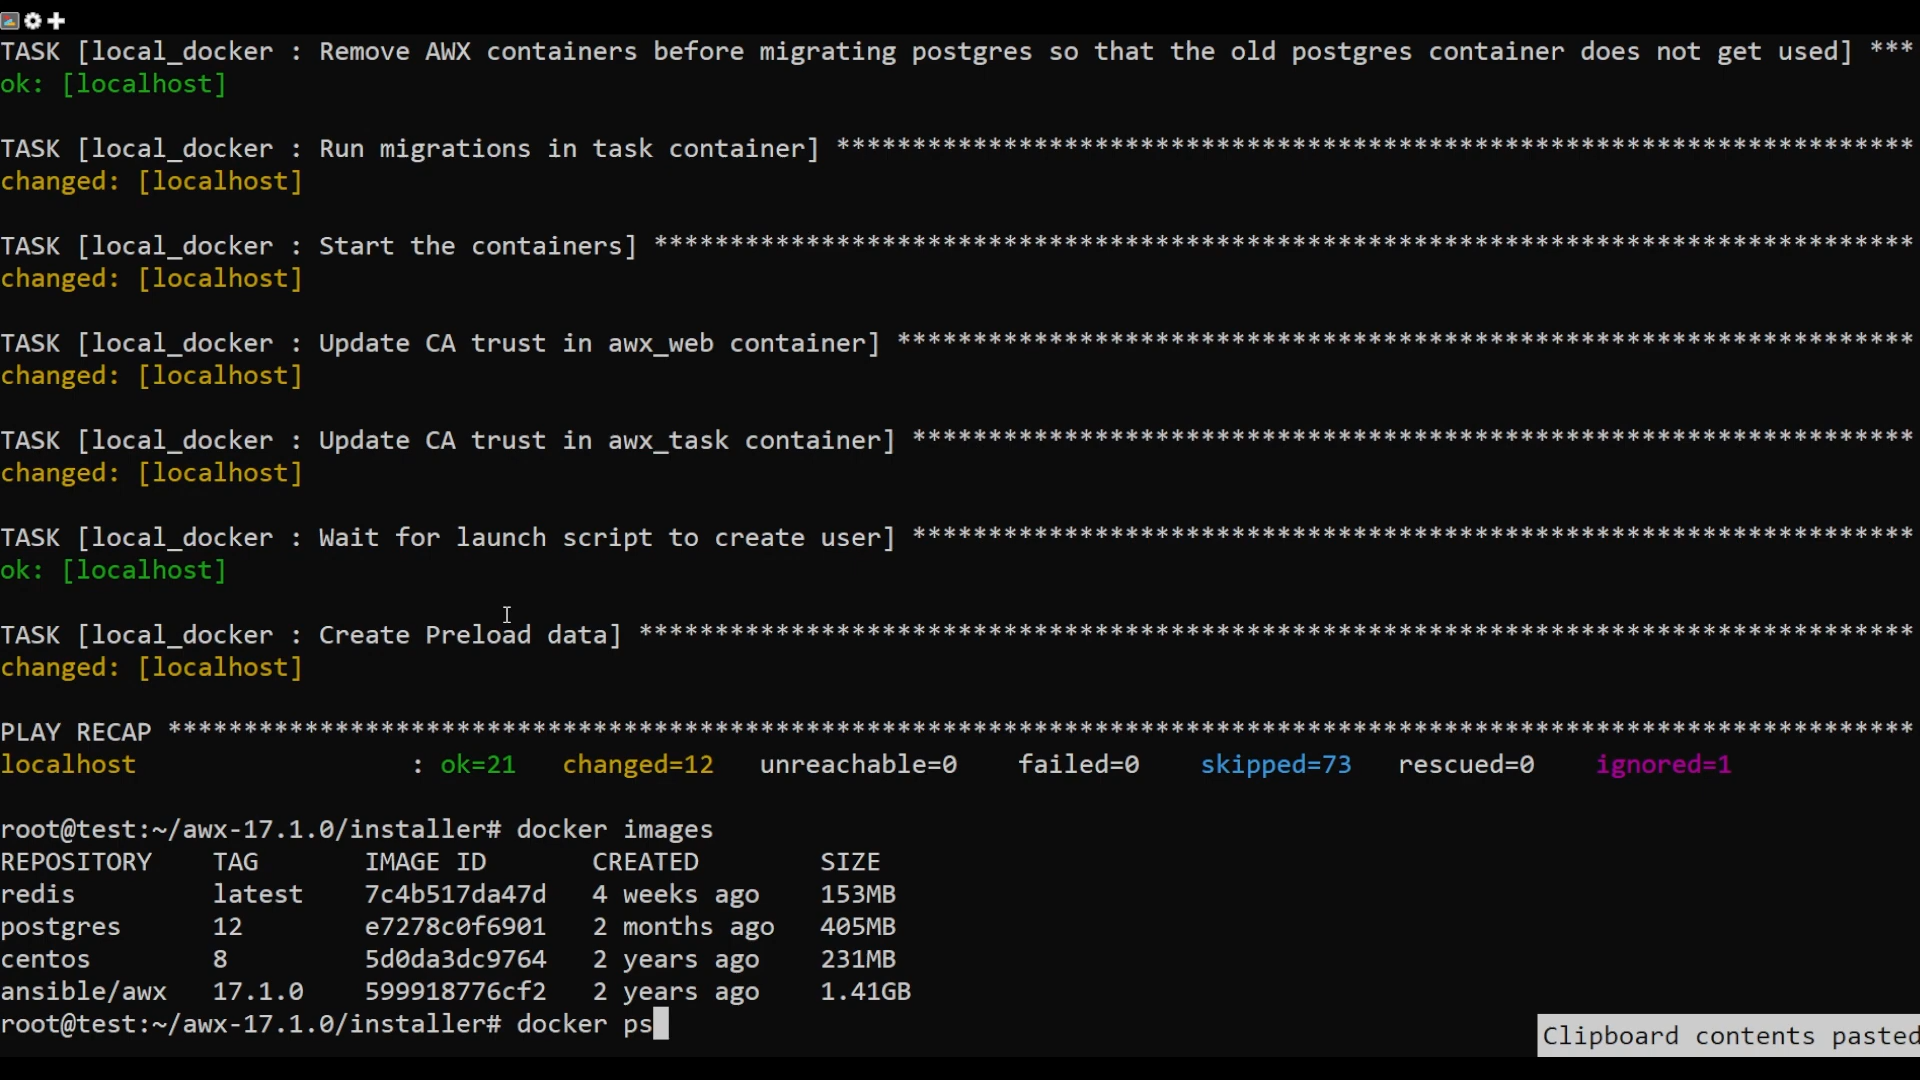 TASK [local_docker : Remove AWX containers before migrating postgres so that the old postgres container does not get used] ***
ok: [localhost]
TASK [local_docker : Run migrations in task container] ***********************************************************************
changed: [localhost]
TASK [local_docker : Start the containers] ***********************************************************************************
changed: [localhost]
TASK [local_docker : Update CA trust in awx_web container] *******************************************************************
changed: [localhost]
TASK [local_docker : Update CA trust in awx_task container] ******************************************************************
changed: [localhost]
TASK [local_docker : Wait for launch script to create user] ******************************************************************
ok: [localhost]
TASK [local_docker : Create Preload data] ************************************************************************************
changed: [localhost]
PLAY RECAP *******************************************************************************************************************
localhost                  : ok=21   changed=12   unreachable=0    failed=0    skipped=73   rescued=0    ignored=1
root@test:~/awx-17.1.0/installer# docker images
REPOSITORY    TAG       IMAGE ID       CREATED        SIZE
redis         latest    7c4b517da47d   4 weeks ago    153MB
postgres      12        e7278c0f6901   2 months ago   405MB
centos        8         5d0da3dc9764   2 years ago    231MB
ansible/awx   17.1.0    599918776cf2   2 years ago    1.41GB
root@test:~/awx-17.1.0/installer# docker ps
Clipboard contents pasted